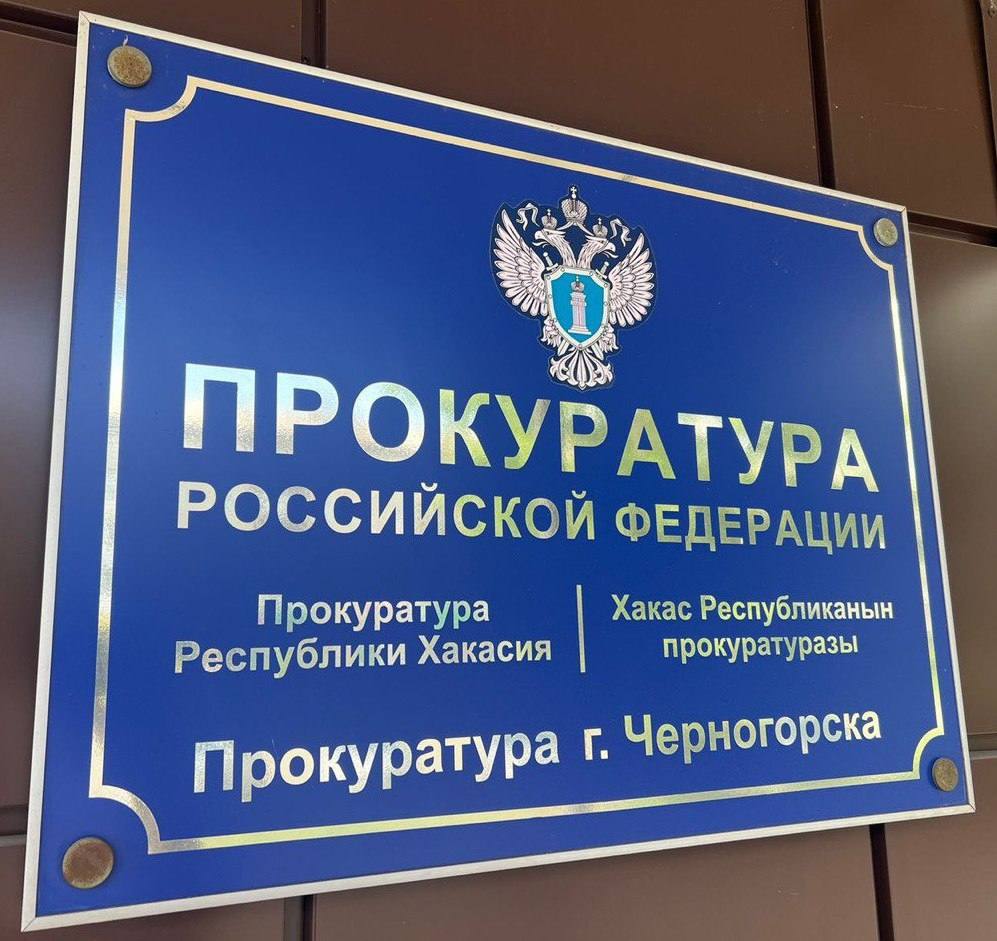 ПРОКУРАТУРА
РОССИЙСКОЙ ФЕДЕРАЦИИ
Прокуратура
Республики Хакасия
Хакас Республиканын
прокуратуразы
Прокуратура г. Черногорска